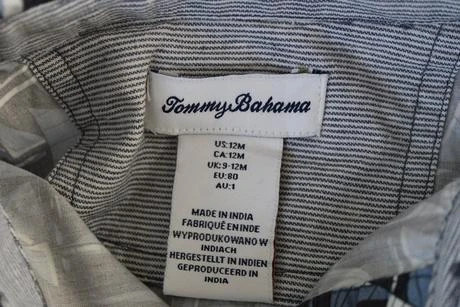 Tommy Bahama
US:12M
CA:12M
UK:9-12M
EU:80
AU:1
MADE IN INDIA
FABRIQUÉ EN INDE
WYPRODUKOWANO W
INDIACH
HERGESTELLT IN INDIEN
GEPRODUCEERD IN
INDIA